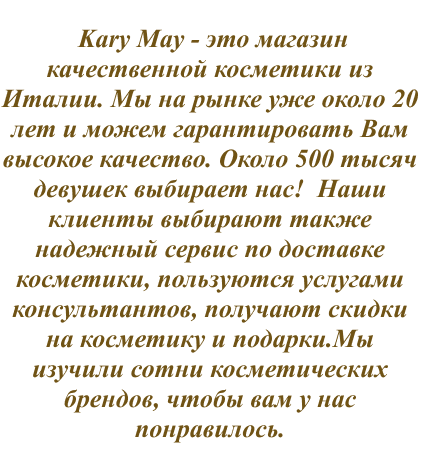 Kary May - это магазин
качественной косметики из
Италии. Мы на рынке уже около 20
лет и можем гарантировать Вам
высокое качество. Около 500 тысяч
девушек выбирает нас!  Наши
клиенты выбирают также
надежный сервис по доставке
косметики, пользуются услугами
консультантов, получают скидки
на косметику и подарки.Мы
изучили сотни косметических
брендов, чтобы вам у нас
понравилось.